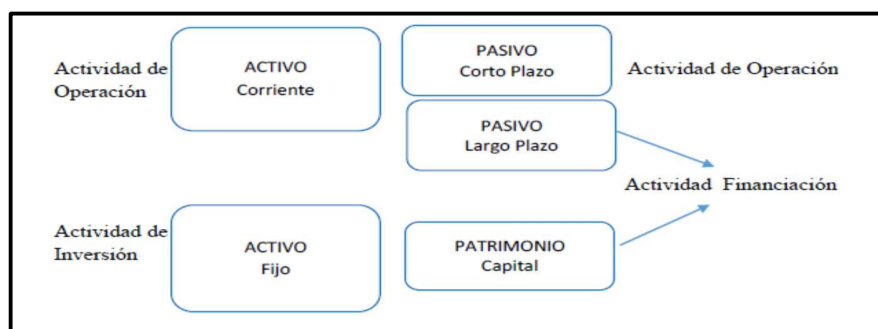 Actividad de
Operación
ACTIVO
Corriente
PASIVO
Corto Plazo
Actividad de Operación
PASIVO
Largo Plazo
Actividad Financiación
Actividad de
Inversión
ACTIVO
Fijo
PATRIMONIO
Capital